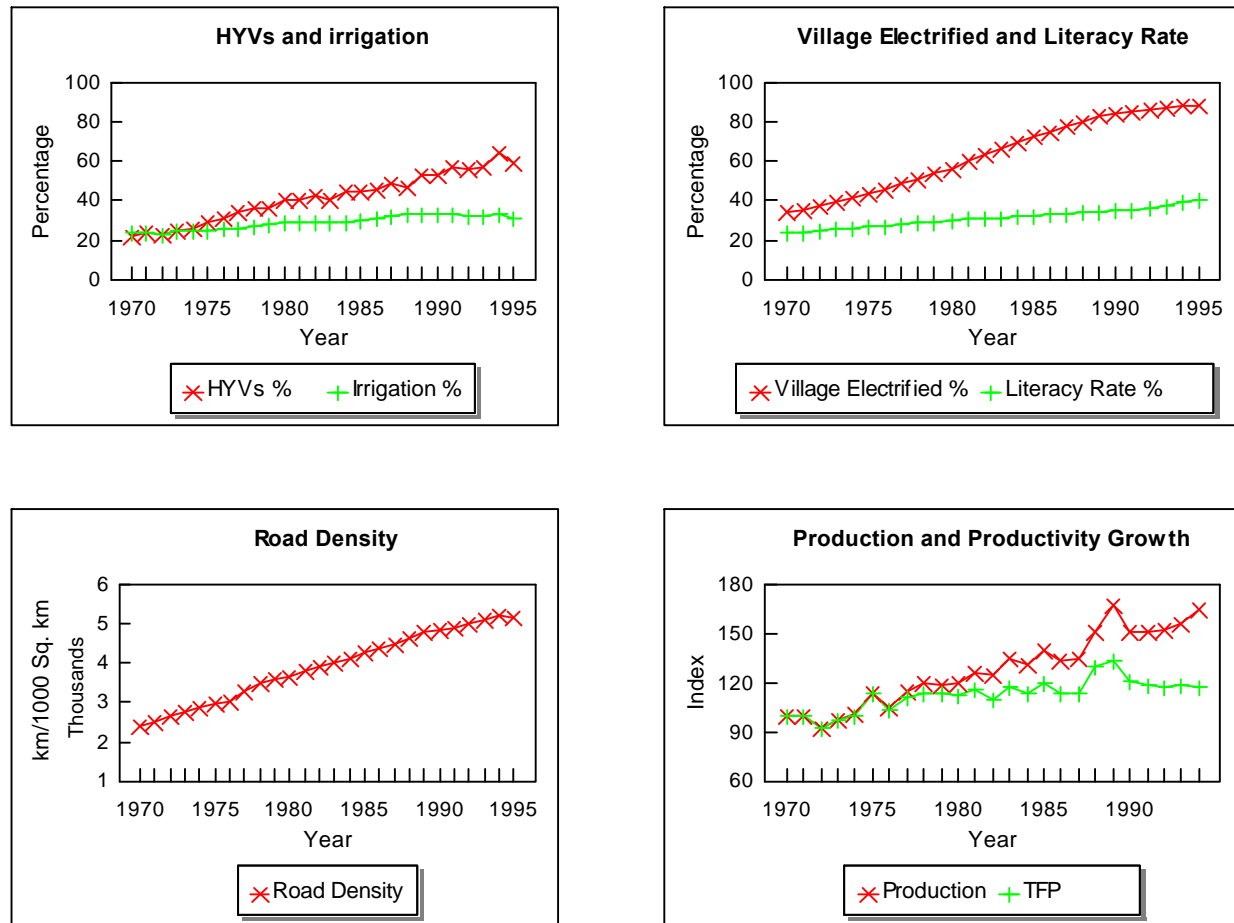 HYVs and irrigation
100
80
60
40
20
0
Percentage
1970 1975 1980 1985 1990 1995
Year
HYVs % Irrigation %
Village Electrified and Literacy Rate
100
80
60
40
20
0
Percentage
1970 1975 1980 1985 1990 1995
Year
Village Electrified % Literacy Rate %
Road Density
6
5
4
3
2
1
km/1000 Sq. km
Thousands
1970 1975 1980 1985 1990 1995
Year
Road Density
Production and Productivity Growth
180
150
120
90
60
Index
1970 1975 1980 1985 1990
Year
Production TFP